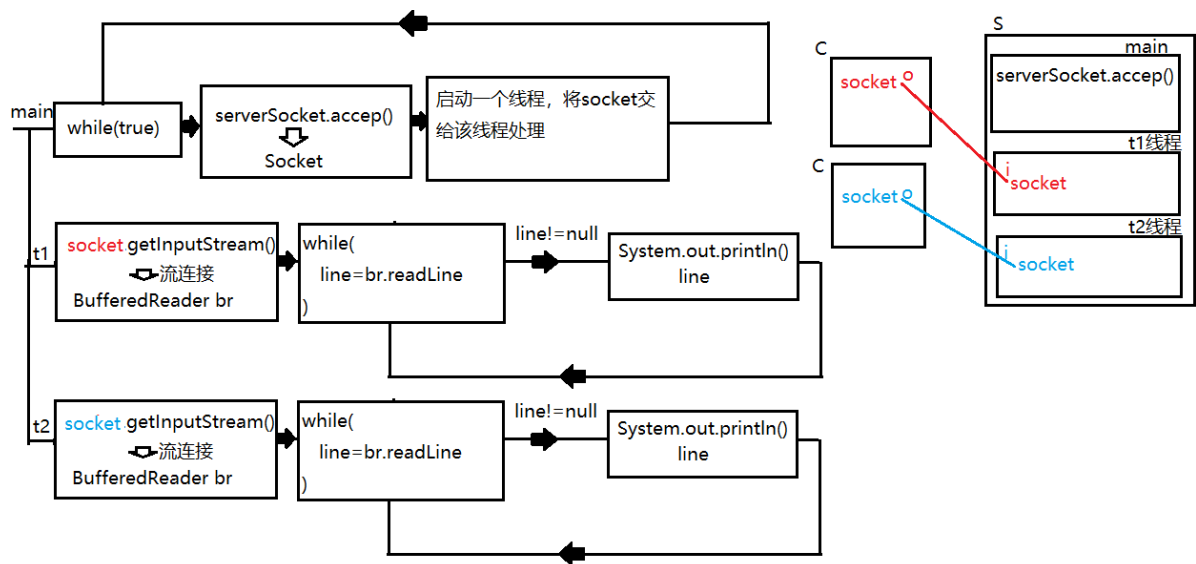 main
while(true)
serverSocket.accep()
Socket
启动一个线程，将socket交
给该线程处理
t1
socket.getInputStream()
流连接
BufferedReader br
while(
line=br.readLine
)
line!=null
System.out.println()
line
t2
socket.getInputStream()
流连接
BufferedReader br
while(
line=br.readLine
)
line!=null
System.out.println()
line
C
socket o
C
socket o
S
main
serverSocket.accep()
t1线程
i
socket
t2线程
i
socket